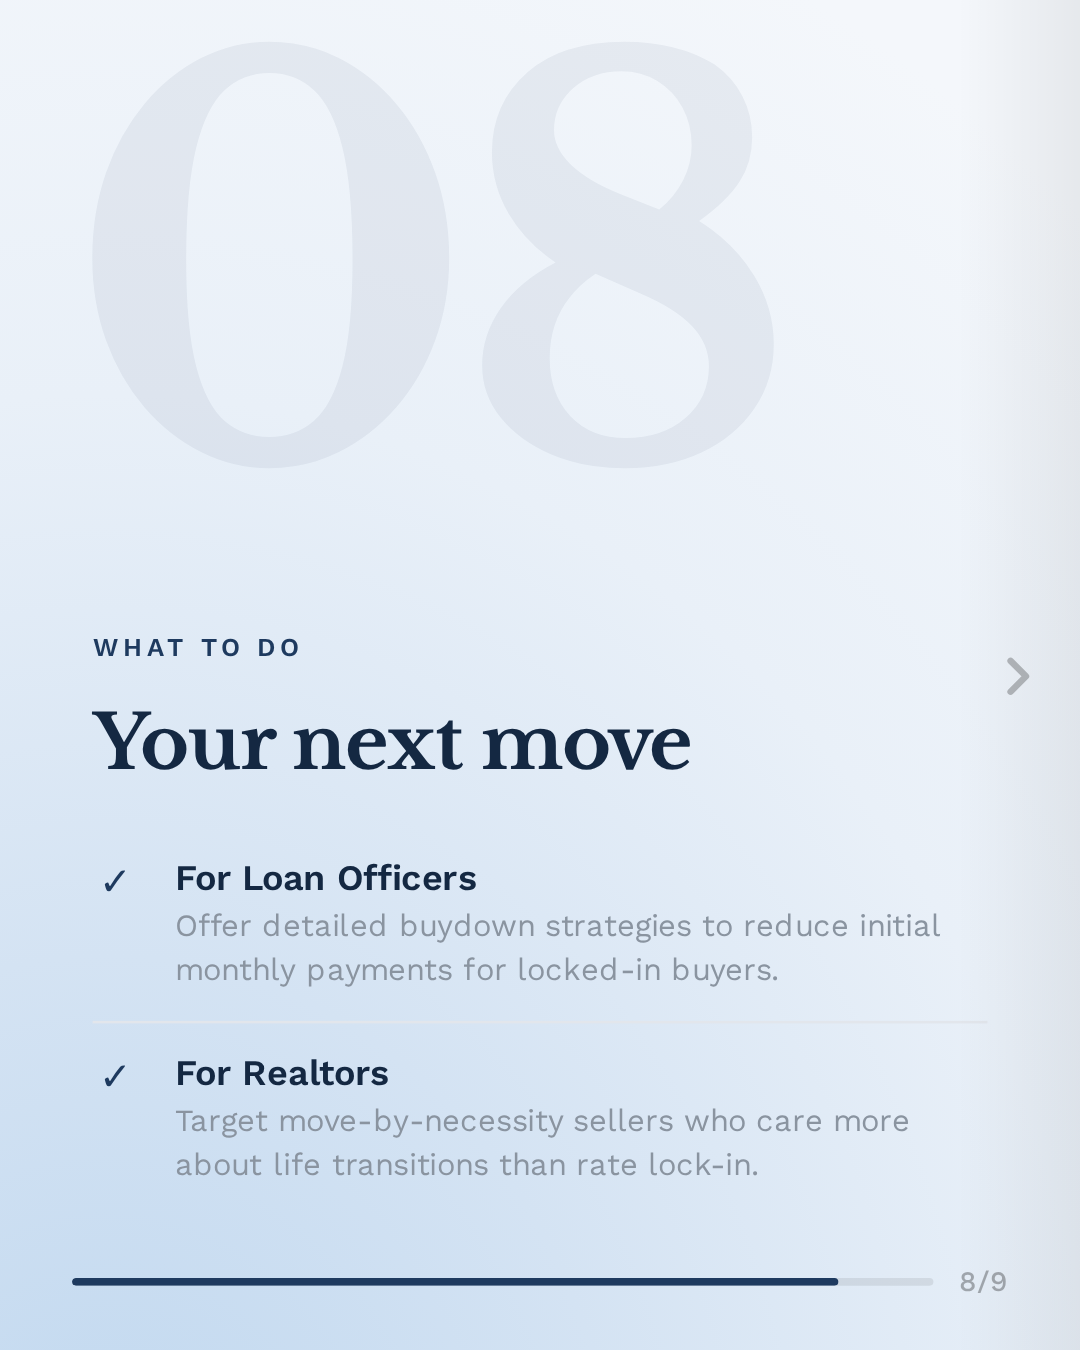 08
WHAT TO DO
Your next move
✓ For Loan Officers
Offer detailed buydown strategies to reduce initial
monthly payments for locked-in buyers.
✓ For Realtors
Target move-by-necessity sellers who care more
about life transitions than rate lock-in.
8/9